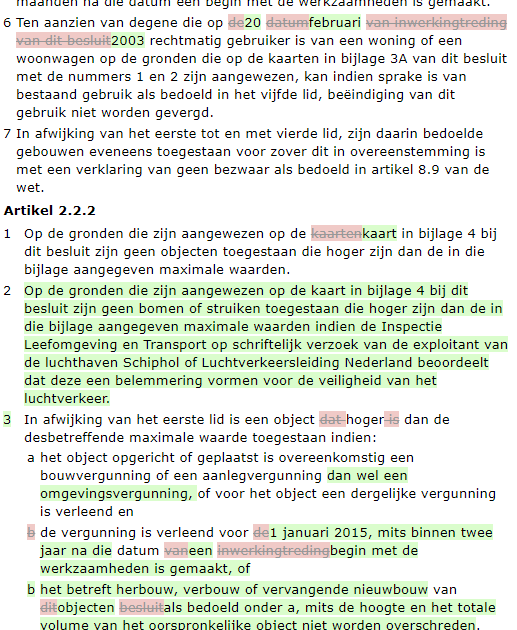 maanden na die datum een begin met de werkzaamheden is gemaakt.
6 Ten aanzien van degene die op de20 datumfebruari van inwerkingtreding
van dit besluit2003 rechtmatig gebruiker is van een woning of een
woonwagen op de gronden die op de kaarten in bijlage 3A van dit besluit
met de nummers 1 en 2 zijn aangewezen, kan indien sprake is van
bestaand gebruik als bedoeld in het vijfde lid, beëindiging van dit
gebruik niet worden gevergd.
7 In afwijking van het eerste tot en met vierde lid, zijn daarin bedoelde
gebouwen eveneens toegestaan voor zover dit in overeenstemming is
met een verklaring van geen bezwaar als bedoeld in artikel 8.9 van de
wet.
Artikel 2.2.2
1 Op de gronden die zijn aangewezen op de kaartenkaart in bijlage 4 bij
dit besluit zijn geen objecten toegestaan die hoger zijn dan de in die
bijlage aangegeven maximale waarden.
2 Op de gronden die zijn aangewezen op de kaart in bijlage 4 bij dit
besluit zijn geen bomen of struiken toegestaan die hoger zijn dan de in
die bijlage aangegeven maximale waarden indien de Inspectie
Leefomgeving en Transport op schriftelijk verzoek van de exploitant van
de luchthaven Schiphol of Luchtverkeersleiding Nederland beoordeelt
dat deze een belemmering vormen voor de veiligheid van het
luchtverkeer.
3 In afwijking van het eerste lid is een object dat hoger is dan de
desbetreffende maximale waarde toegestaan indien:
a het object opgericht of geplaatst is overeenkomstig een
bouwvergunning of een aanlegvergunning dan wel een
omgevingsvergunning, of voor het object een dergelijke vergunning
is verleend en
b de vergunning is verleend voor de1 januari 2015, mits binnen twee
jaar na die datum vaneen inwerkingtredingbegin met de
werkzaamheden is gemaakt, of
b het betreft herbouw, verbouw of vervangende nieuwbouw van
ditobjecten besluitals bedoeld onder a, mits de hoogte en het totale
volume van het oorspronkelijke object niet worden overschreden.